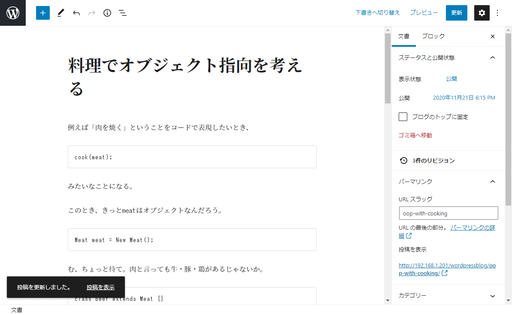 下書きへ切り替え
プレビュー
更新
文書
ブロック
ステータスと公開状態
料理でオブジェクト指向を考え
る
表示状態
公開
公開
2020年11月21日 6:15 PM
ブログのトップに固定
例えば「肉を焼く」ということをコードで表現したいとき、
ゴミ箱へ移動
cook(meat);
3件のリビジョン
みたいなことになる。
パーマリンク
URL スラッグ
このとき、きっとmeatはオブジェクトなんだろう。
oop-with-cooking
URL の最後の部分。 パーマリンクの詳
細
Meat meat = New Meat();
投稿を表示
む、ちょっと待て。肉と言っても牛・豚・鶏があるじゃないか。
http://192.168.1.201/wordpressblog/oo
p-with-cooking/
投稿を更新しました。
投稿を表示
class Beef extends Meat {}
カテゴリー
文書